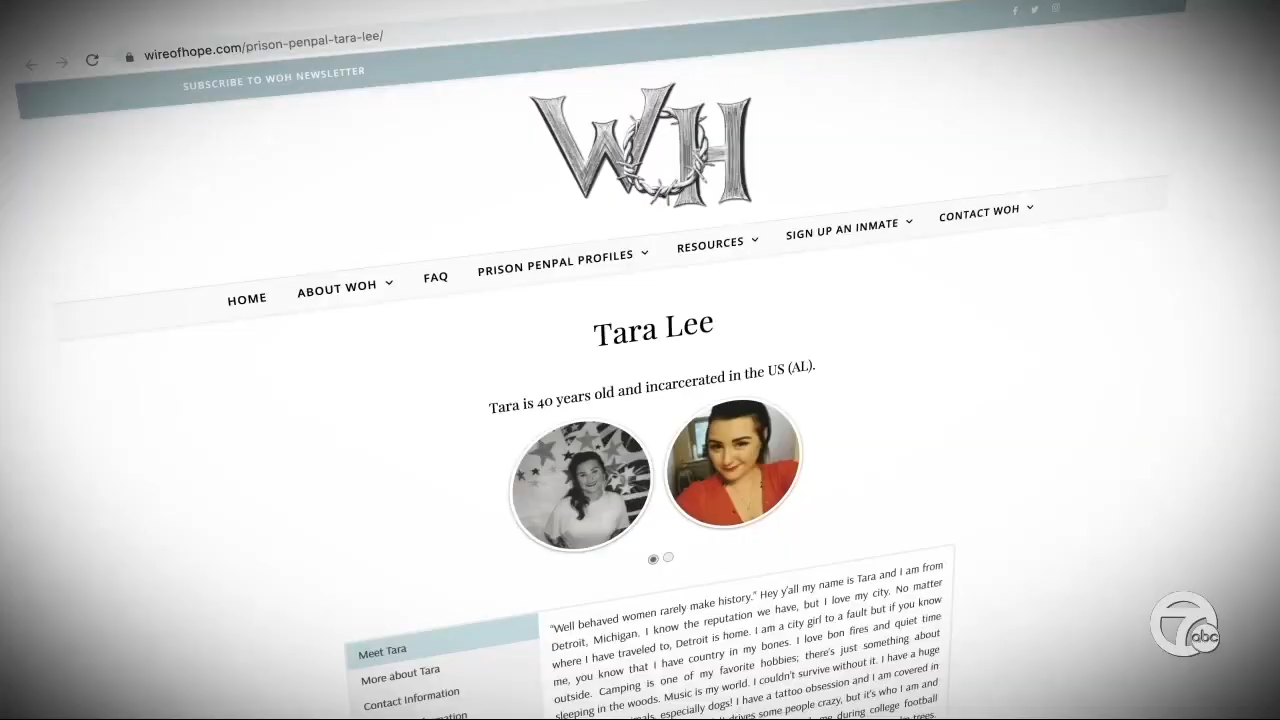 wireofhope.com/prison-penpal-tara-lee/
SUBSCRIBE TO WOH NEWSLETTER
WOH
HOME ABOUT WOH FAQ PRISON PENPAL PROFILES RESOURCES SIGN UP AN INMATE CONTACT WOH
Tara Lee
Tara is 40 years old and incarcerated in the US (AL).
Meet Tara
More about Tara
Contact Information
"Well behaved women rarely make history." Hey y'all my name is Tara and I am from
Detroit, Michigan. I know the reputation we have, but I love my city. No matter
where I have traveled to, Detroit is home. I am a city girl to a fault but if you know
me, you know that I have country in my bones. I love bon fires and quiet time
outside. Camping is one of my favorite hobbies; there's just something about
sleeping in the woods. Music is my world. I couldn't survive without it. I have a huge
especially dogs! I have a tattoo obsession and I am covered in
drives some people crazy, but it's who I am and
me during college football
trees.
7 abc